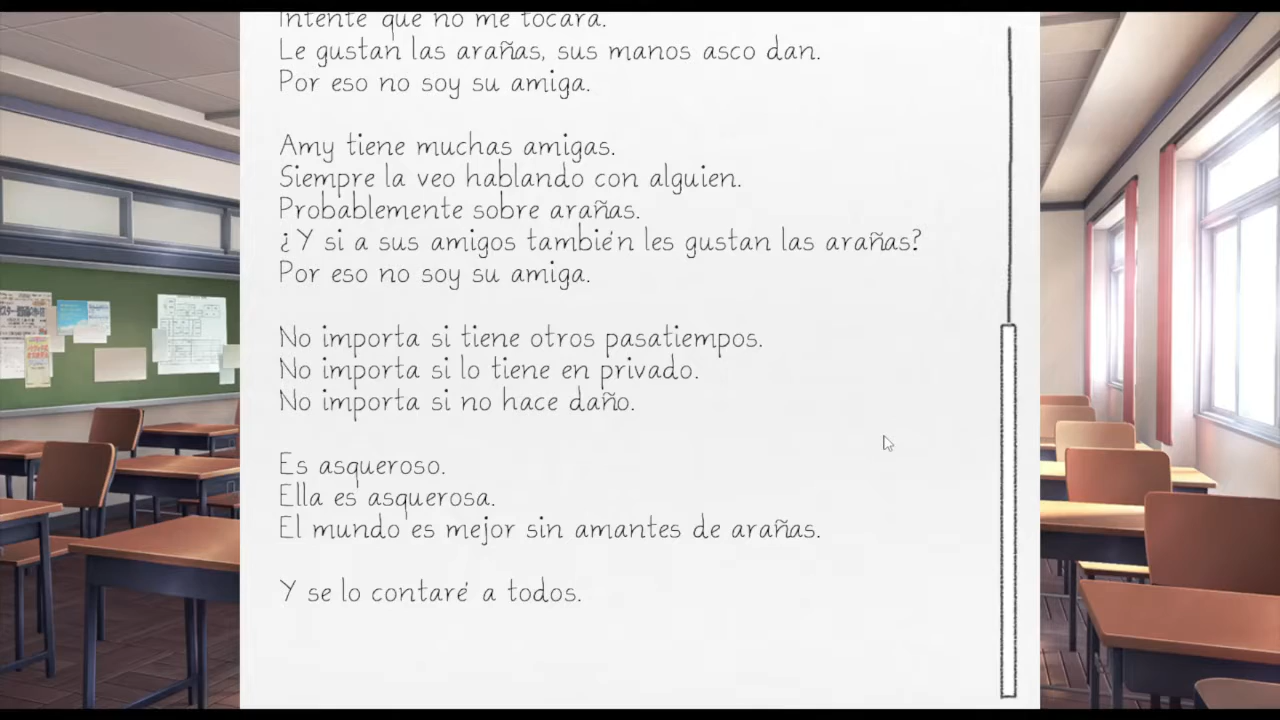 Intenté que no me tocara.
Le gustan las arañas, sus manos asco dan.
Por eso no soy su amiga.
Amy tiene muchas amigas.
Siempre la veo hablando con alguien.
Probablemente sobre arañas.
¿Y si a sus amigos también les gustan las arañas?
Por eso no soy su amiga.
No importa si tiene otros pasatiempos.
No importa si lo tiene en privado.
No importa si no hace daño.
Es asqueroso.
Ella es asquerosa.
El mundo es mejor sin amantes de arañas.
Y se lo contaré a todos.